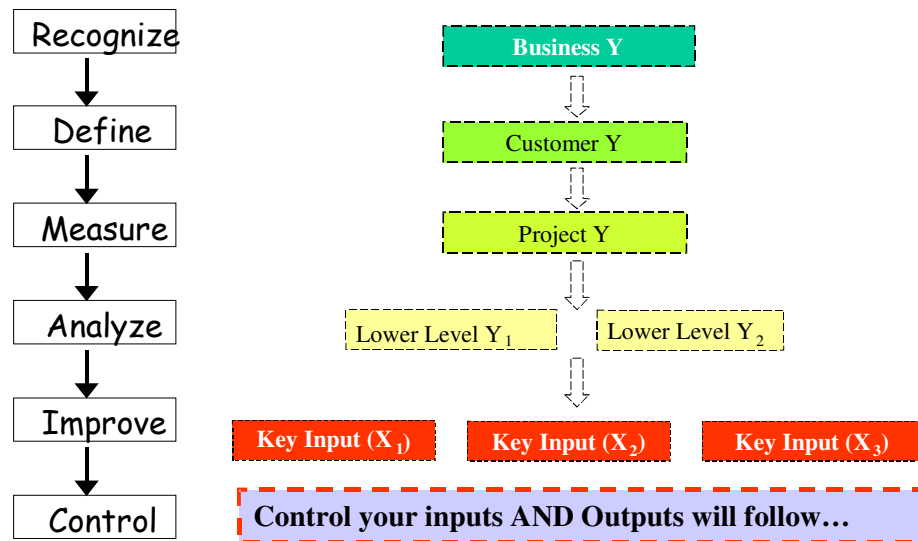 Recognize
Define
Measure
Analyze
Improve
Control
Business Y
Customer Y
Project Y
Lower Level Y₁
Lower Level Y₂
Key Input (X₁)
Key Input (X₂)
Key Input (X₃)
Control your inputs AND Outputs will follow…